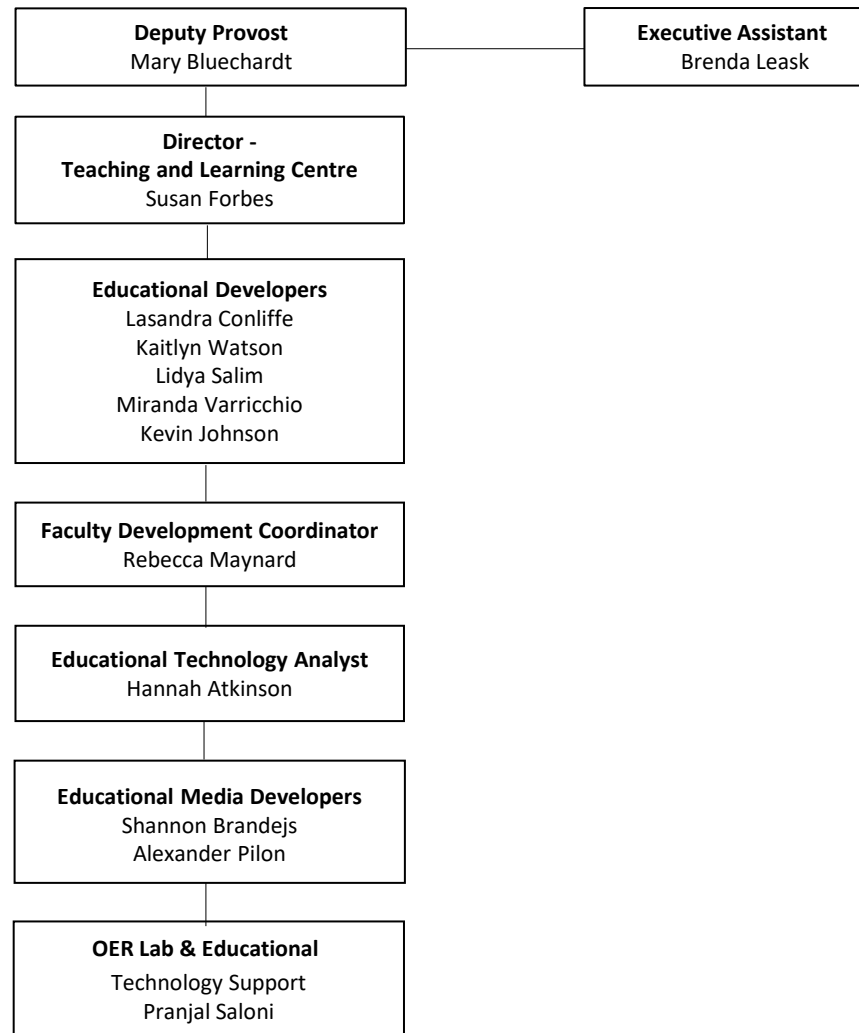 Deputy Provost
Mary Bluechardt
Executive Assistant
Brenda Leask
Director -
Teaching and Learning Centre
Susan Forbes
Educational Developers
Lasandra Conliffe
Kaitlyn Watson
Lidya Salim
Miranda Varricchio
Kevin Johnson
Faculty Development Coordinator
Rebecca Maynard
Educational Technology Analyst
Hannah Atkinson
Educational Media Developers
Shannon Brandejs
Alexander Pilon
OER Lab & Educational
Technology Support
Pranjal Saloni